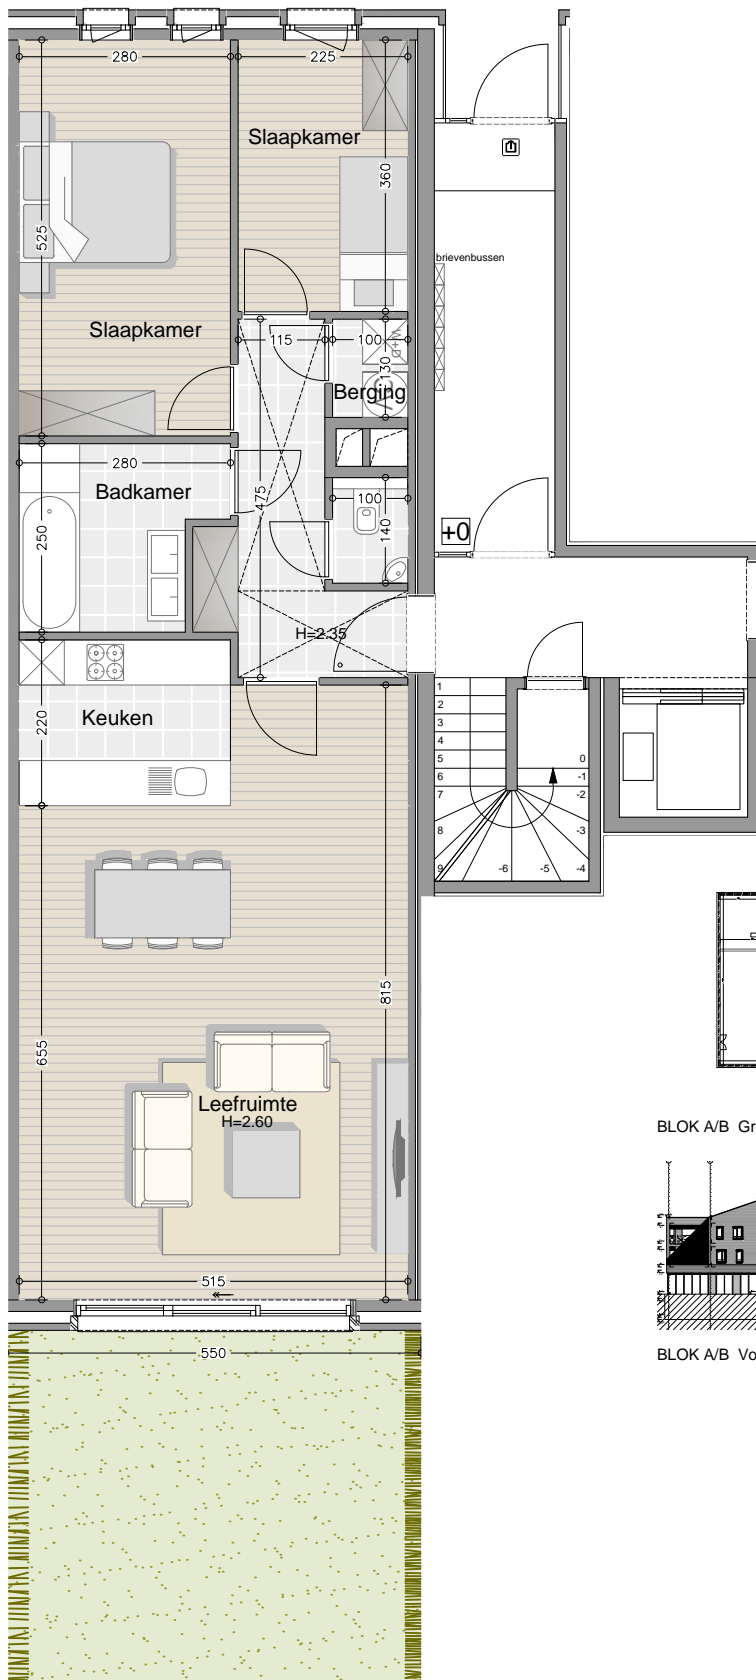 280
225
Slaapkamer
360
525
brievenbussen
Slaapkamer
115
100
D+W
130
Berging
280
Badkamer
475
100
250
140
+0
H=2.35
1
2
3
4
5
6
7
8
9
0
-1
-2
-3
-4
-5
-6
220
Keuken
815
655
Leefruimte
H=2.60
515
550
BLOK A/B Gr
BLOK A/B Vo